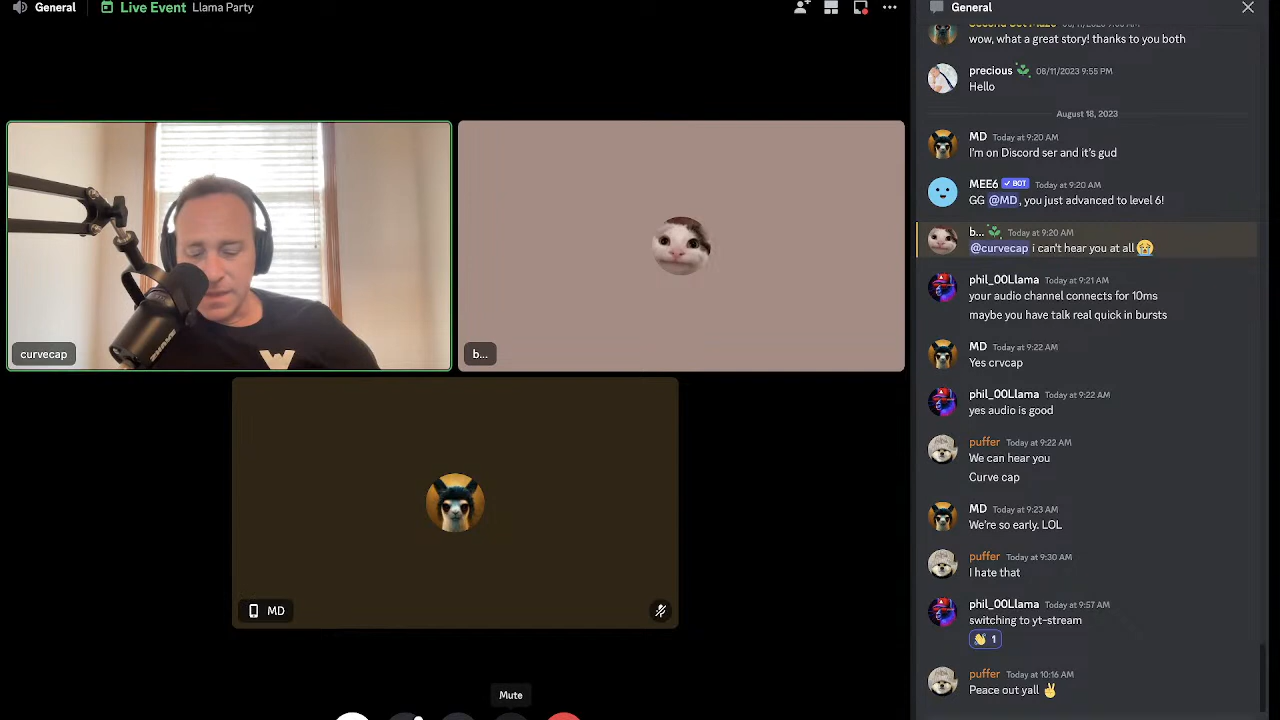 General
Live Event
Llama Party
curvecap
b...
MD
Mute
General
wow, what a great story! thanks to you both
precious 08/11/2023 9:55 PM
Hello
August 18, 2023
MD Today at 9:20 AM
I'm in Discord ser and it's gud
MEE6 BOT Today at 9:20 AM
GG @MD, you just advanced to level 6!
b... Today at 9:20 AM
@curvecap i can't hear you at all
phil_00Llama Today at 9:21 AM
your audio channel connects for 10ms
maybe you have talk real quick in bursts
MD Today at 9:22 AM
Yes crvcap
phil_00Llama Today at 9:22 AM
yes audio is good
puffer Today at 9:22 AM
We can hear you
Curve cap
MD Today at 9:23 AM
We're so early. LOL
puffer Today at 9:30 AM
I hate that
phil_00Llama Today at 9:57 AM
switching to yt-stream
1
puffer Today at 10:16 AM
Peace out yall